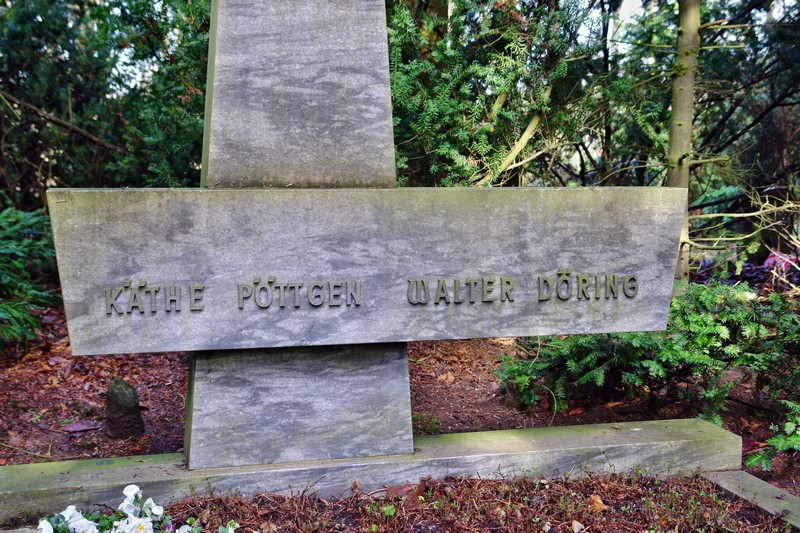 KÄTHE PÖTTGEN WALTER DÖRING